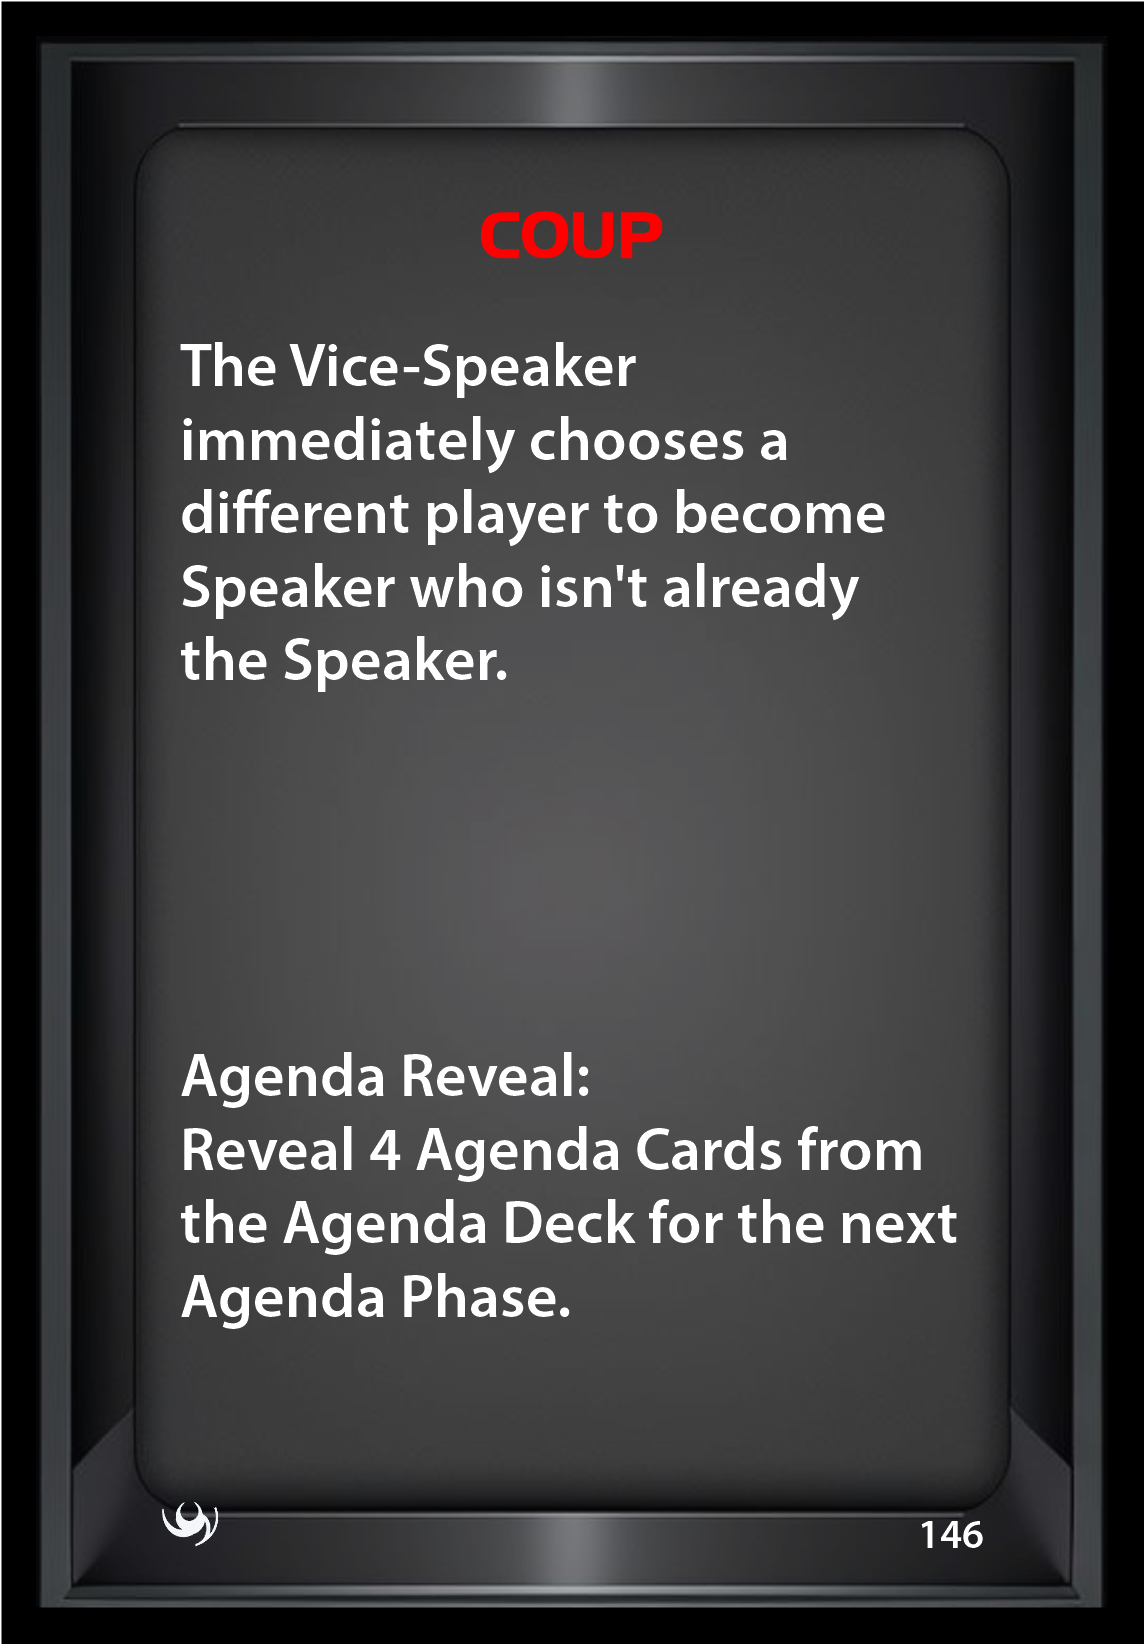 COUP
The Vice-Speaker
immediately chooses a
different player to become
Speaker who isn't already
the Speaker.
Agenda Reveal:
Reveal 4 Agenda Cards from
the Agenda Deck for the next
Agenda Phase.
146